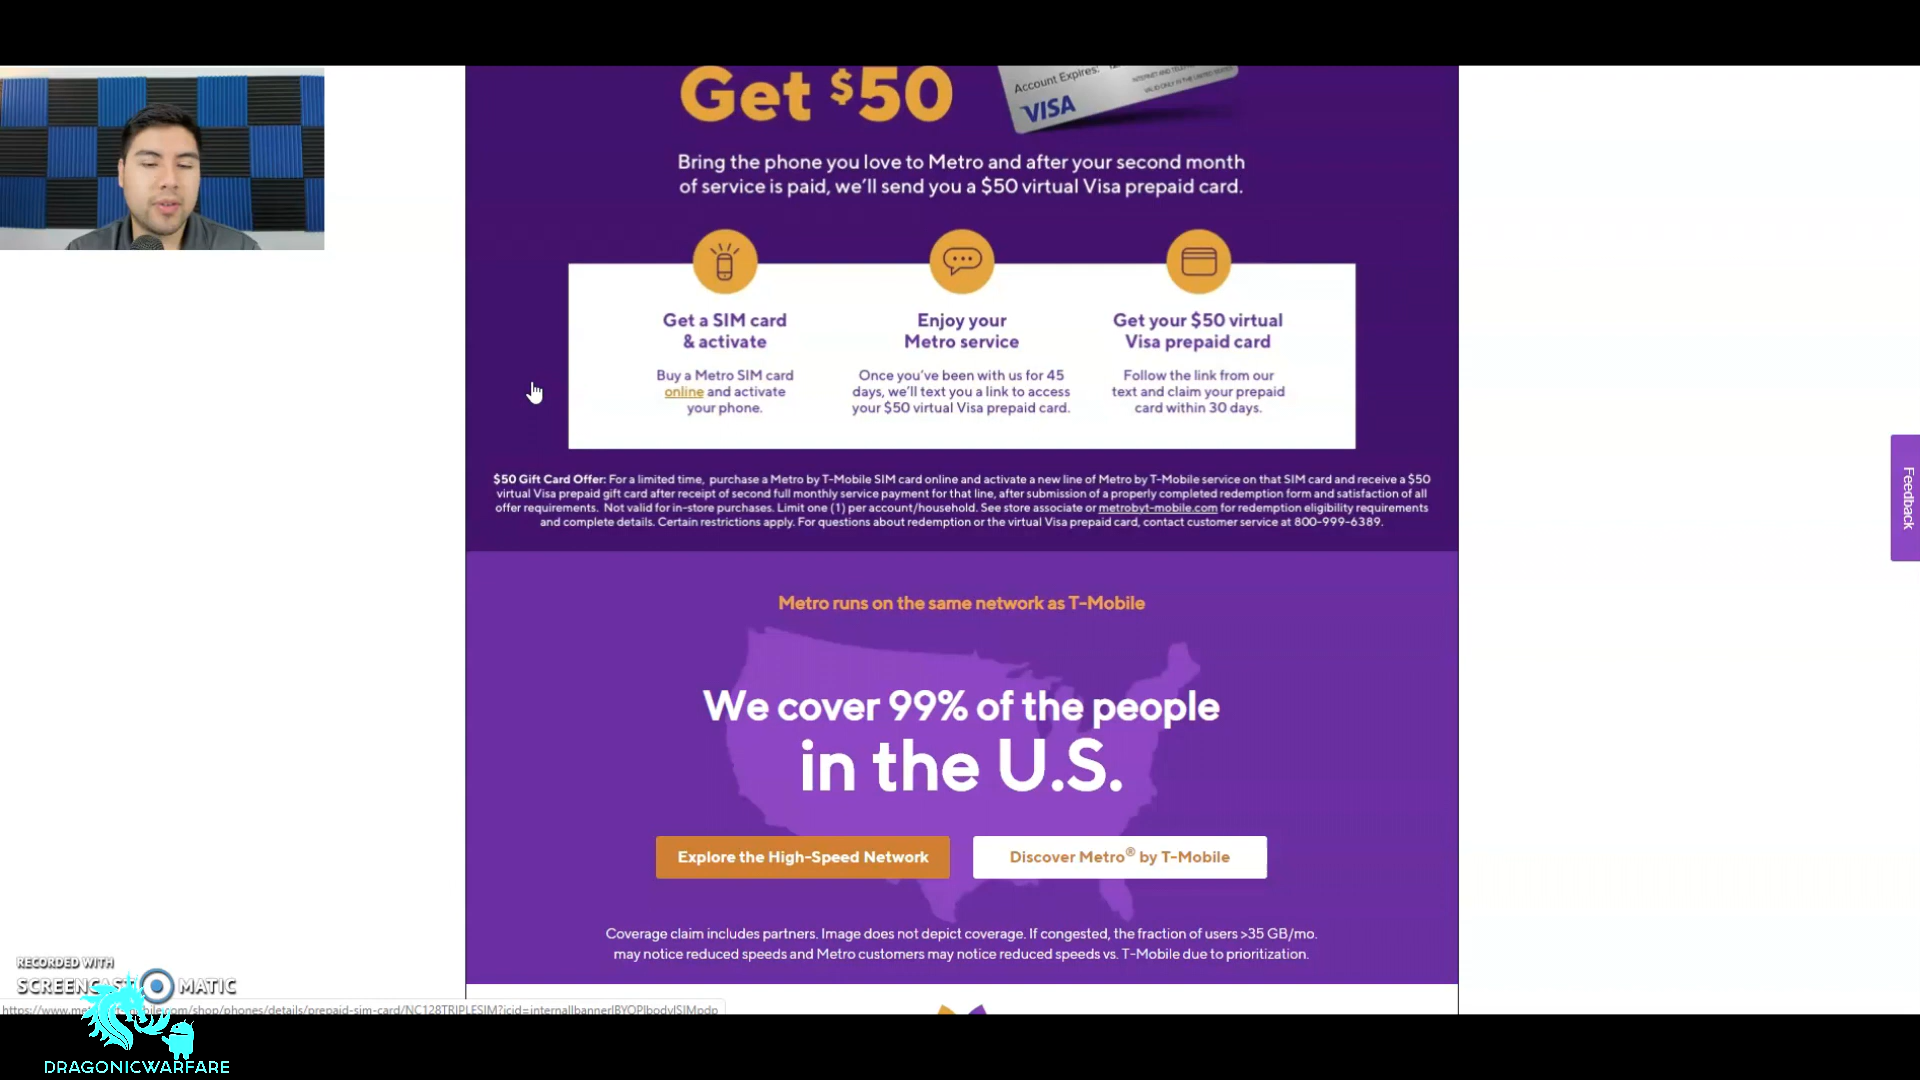 Get $50
Account Expires:
VISA
Bring the phone you love to Metro and after your second month
of service is paid, we'll send you a $50 virtual Visa prepaid card.
Get a SIM card
& activate
Buy a Metro SIM card
online and activate
your phone.
Enjoy your
Metro service
Once you've been with us for 45
days, we'll text you a link to access
your $50 virtual Visa prepaid card.
Get your $50 virtual
Visa prepaid card
Follow the link from our
text and claim your prepaid
card within 30 days.
$50 Gift Card Offer: For a limited time, purchase a Metro by T-Mobile SIM card online and activate a new line of Metro by T-Mobile service on that SIM card and receive a $50
virtual Visa prepaid gift card after receipt of second full monthly service payment for that line, after submission of a properly completed redemption form and satisfaction of all
offer requirements. Not valid for in-store purchases. Limit one (1) per account/household. See store associate or metrobyt-mobile.com for redemption eligibility requirements
and complete details. Certain restrictions apply. For questions about redemption or the virtual Visa prepaid card, contact customer service at 800-999-6389.
Feedback
Metro runs on the same network as T-Mobile
We cover 99% of the people
in the U.S.
Explore the High-Speed Network
Discover Metro® by T-Mobile
Coverage claim includes partners. Image does not depict coverage. If congested, the fraction of users >35 GB/mo.
may notice reduced speeds and Metro customers may notice reduced speeds vs. T-Mobile due to prioritization.
RECORDED WITH
SCREENCAST MATIC
DRAGONICWARFARE